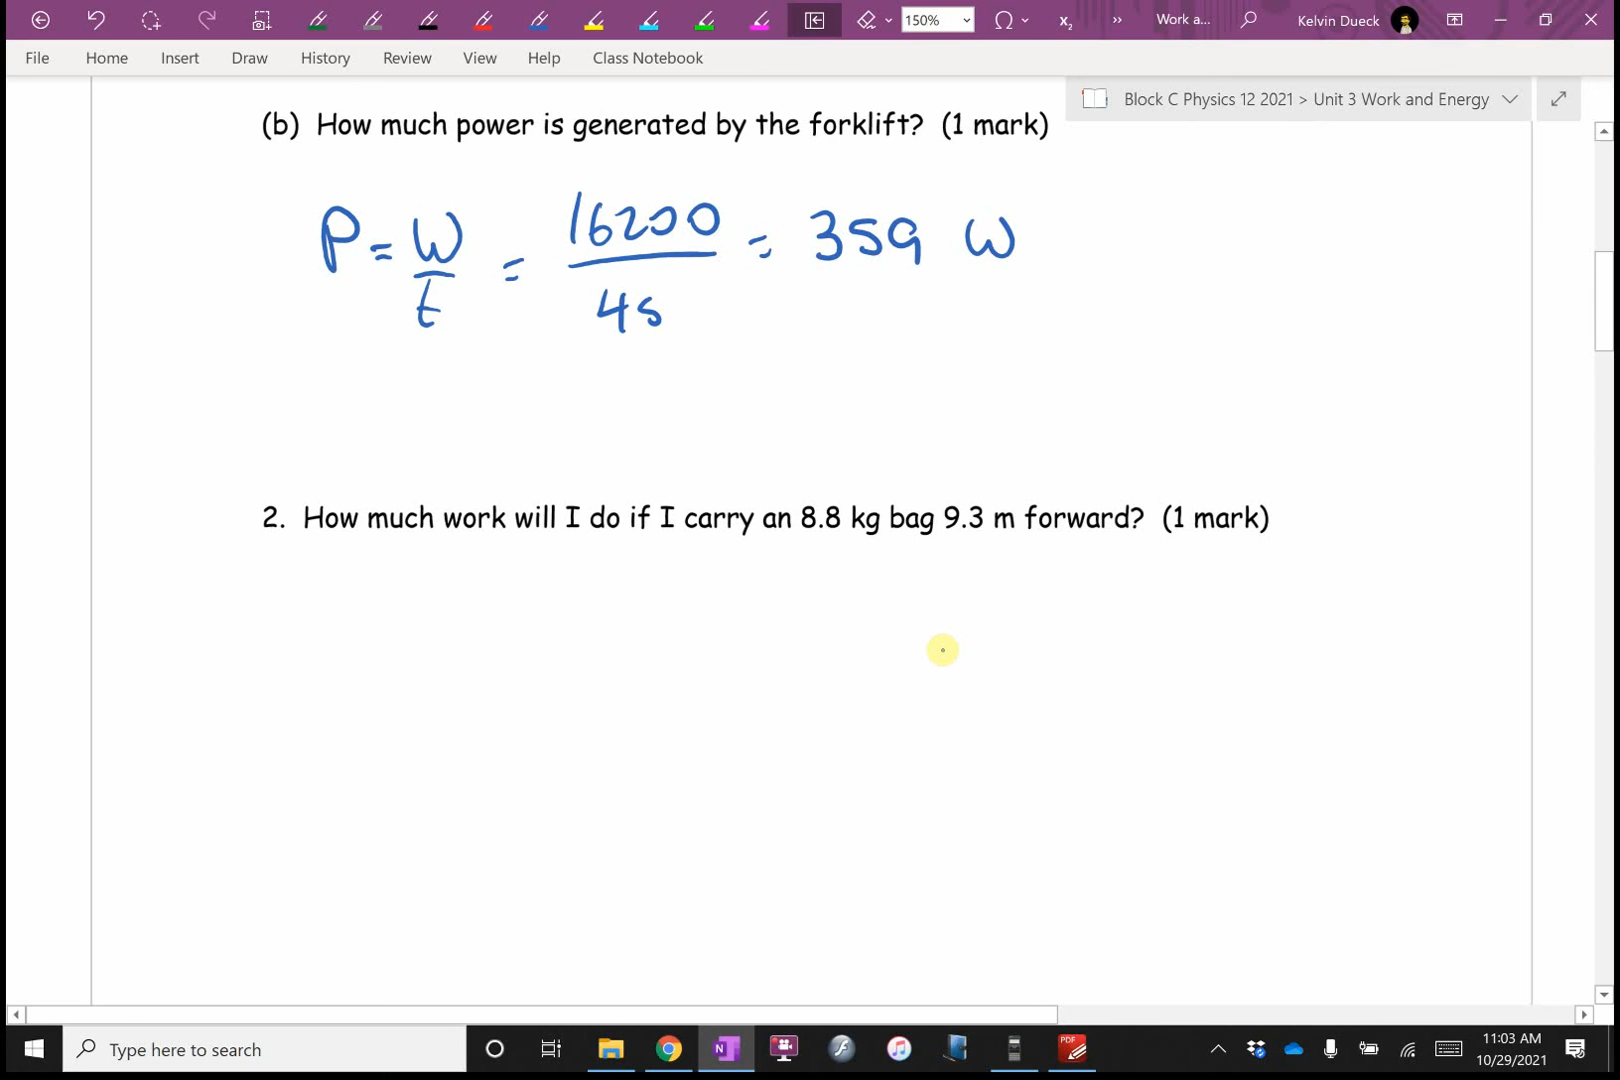 150%
Ω
x₂
»
Work a...
Kelvin Dueck
File Home Insert Draw History Review View Help Class Notebook
Block C Physics 12 2021 > Unit 3 Work and Energy
(b) How much power is generated by the forklift? (1 mark)
P = W/t = 16200/4s = 359 W
2. How much work will I do if I carry an 8.8 kg bag 9.3 m forward? (1 mark)
Type here to search
PDF
11:03 AM
10/29/2021